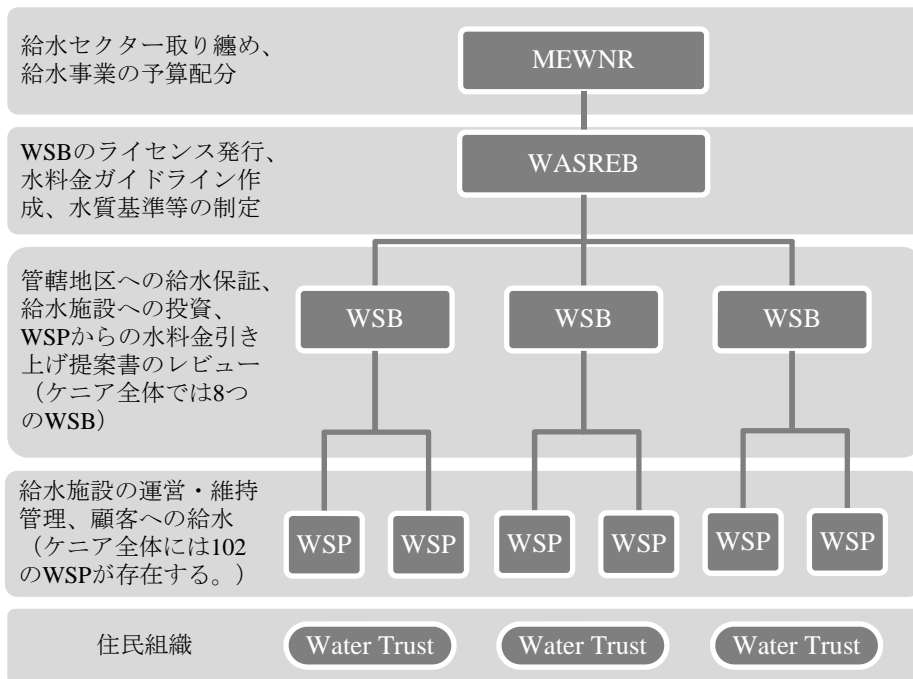 給水セクター取り纏め、
給水事業の予算配分
MEWNR
WSBのライセンス発行、
水料金ガイドライン作
成、水質基準等の制定
WASREB
管轄地区への給水保証、
給水施設への投資、
WSPからの水料金引き
上げ提案書のレビュー
（ケニア全体では8つ
のWSB）
WSB
WSB
WSB
給水施設の運営・維持
管理、顧客への給水
（ケニア全体には102
のWSPが存在する。）
WSP
WSP
WSP
WSP
WSP
WSP
住民組織
Water Trust
Water Trust
Water Trust